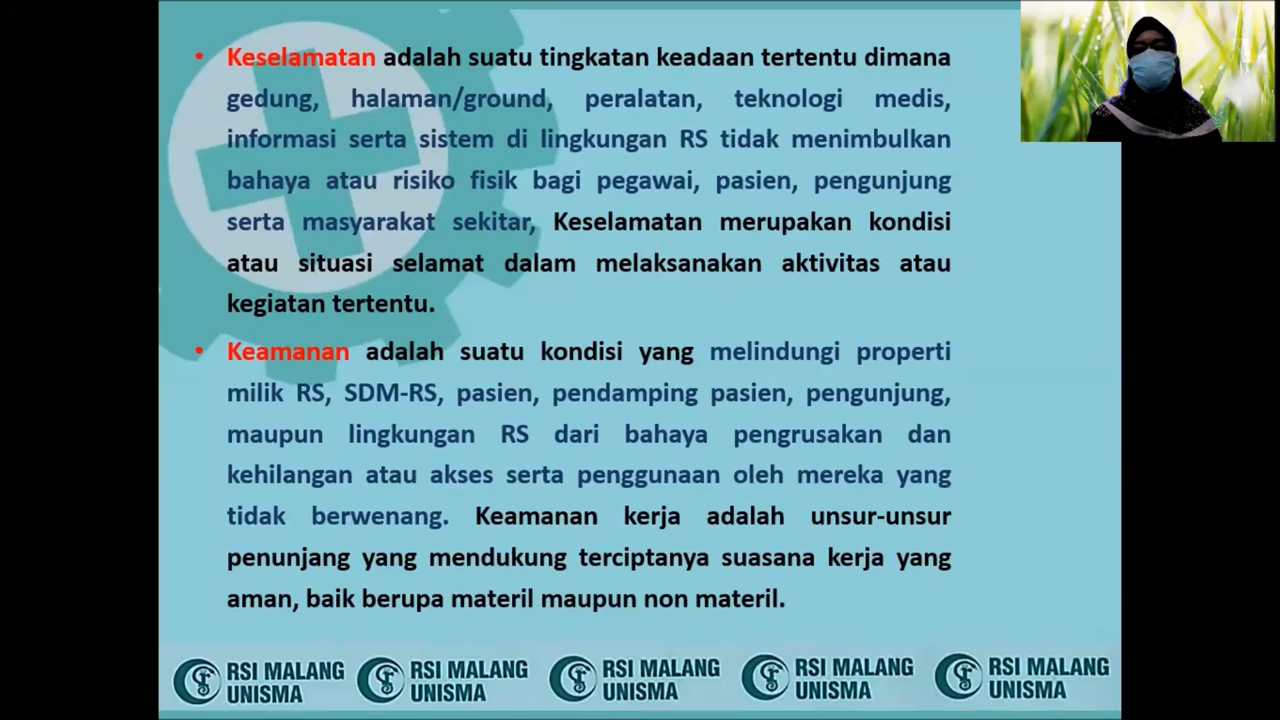 • Keselamatan adalah suatu tingkatan keadaan tertentu dimana
gedung, halaman/ground, peralatan, teknologi medis,
informasi serta sistem di lingkungan RS tidak menimbulkan
bahaya atau risiko fisik bagi pegawai, pasien, pengunjung
serta masyarakat sekitar, Keselamatan merupakan kondisi
atau situasi selamat dalam melaksanakan aktivitas atau
kegiatan tertentu.
• Keamanan adalah suatu kondisi yang melindungi properti
milik RS, SDM-RS, pasien, pendamping pasien, pengunjung,
maupun lingkungan RS dari bahaya pengrusakan dan
kehilangan atau akses serta penggunaan oleh mereka yang
tidak berwenang. Keamanan kerja adalah unsur-unsur
penunjang yang mendukung terciptanya suasana kerja yang
aman, baik berupa materil maupun non materil.
RSI MALANG
UNISMA
RSI MALANG
UNISMA
RSI MALANG
UNISMA
RSI MALANG
UNISMA
RSI MALANG
UNISMA